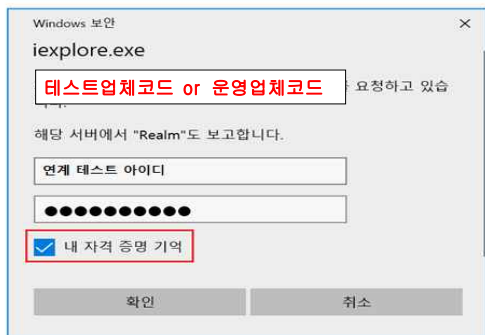 Windows 보안
×
iexplore.exe
테스트업체코드 or 운영업체코드
요청하고 있습
해당 서버에서 "Realm"도 보고합니다.
연계 테스트 아이디
●●●●●●●●●●
내 자격 증명 기억
확인
취소